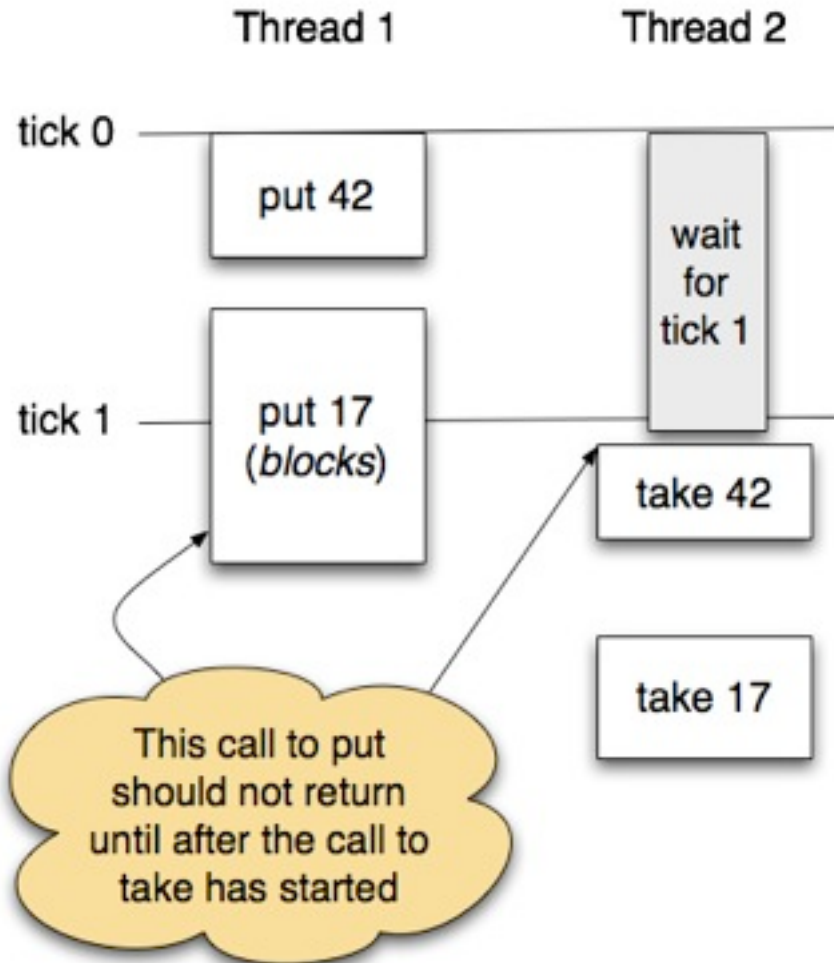 Thread 1
Thread 2
tick 0
put 42
wait
for
tick 1
tick 1
put 17
(blocks)
take 42
take 17
This call to put
should not return
until after the call to
take has started